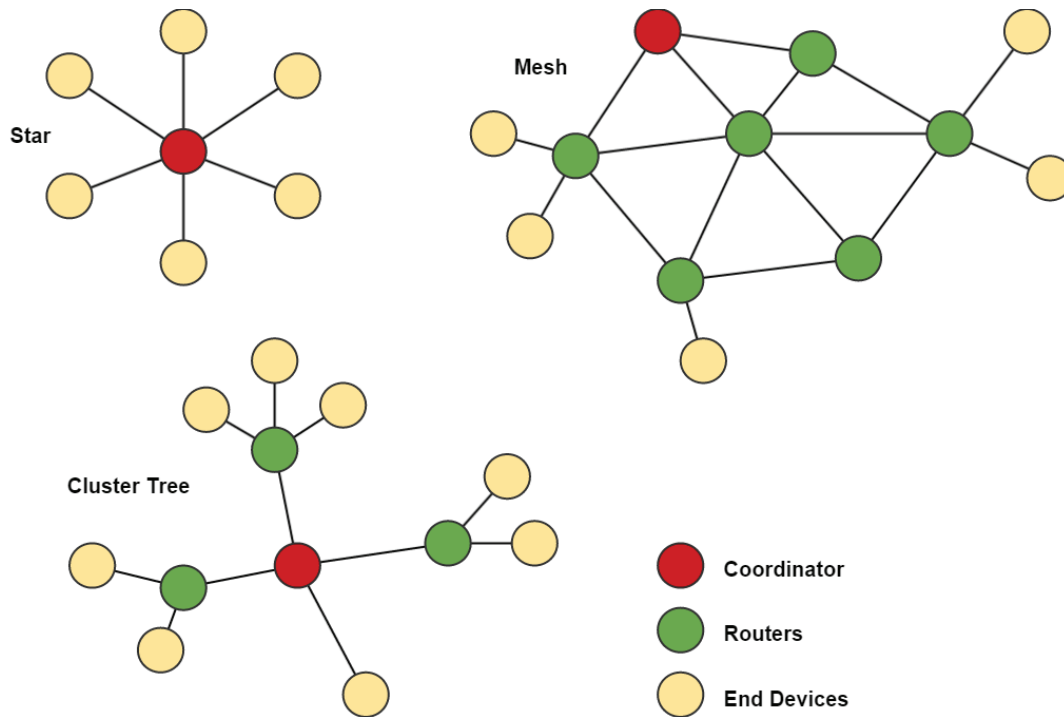 Star
Mesh
Cluster Tree
Coordinator
Routers
End Devices